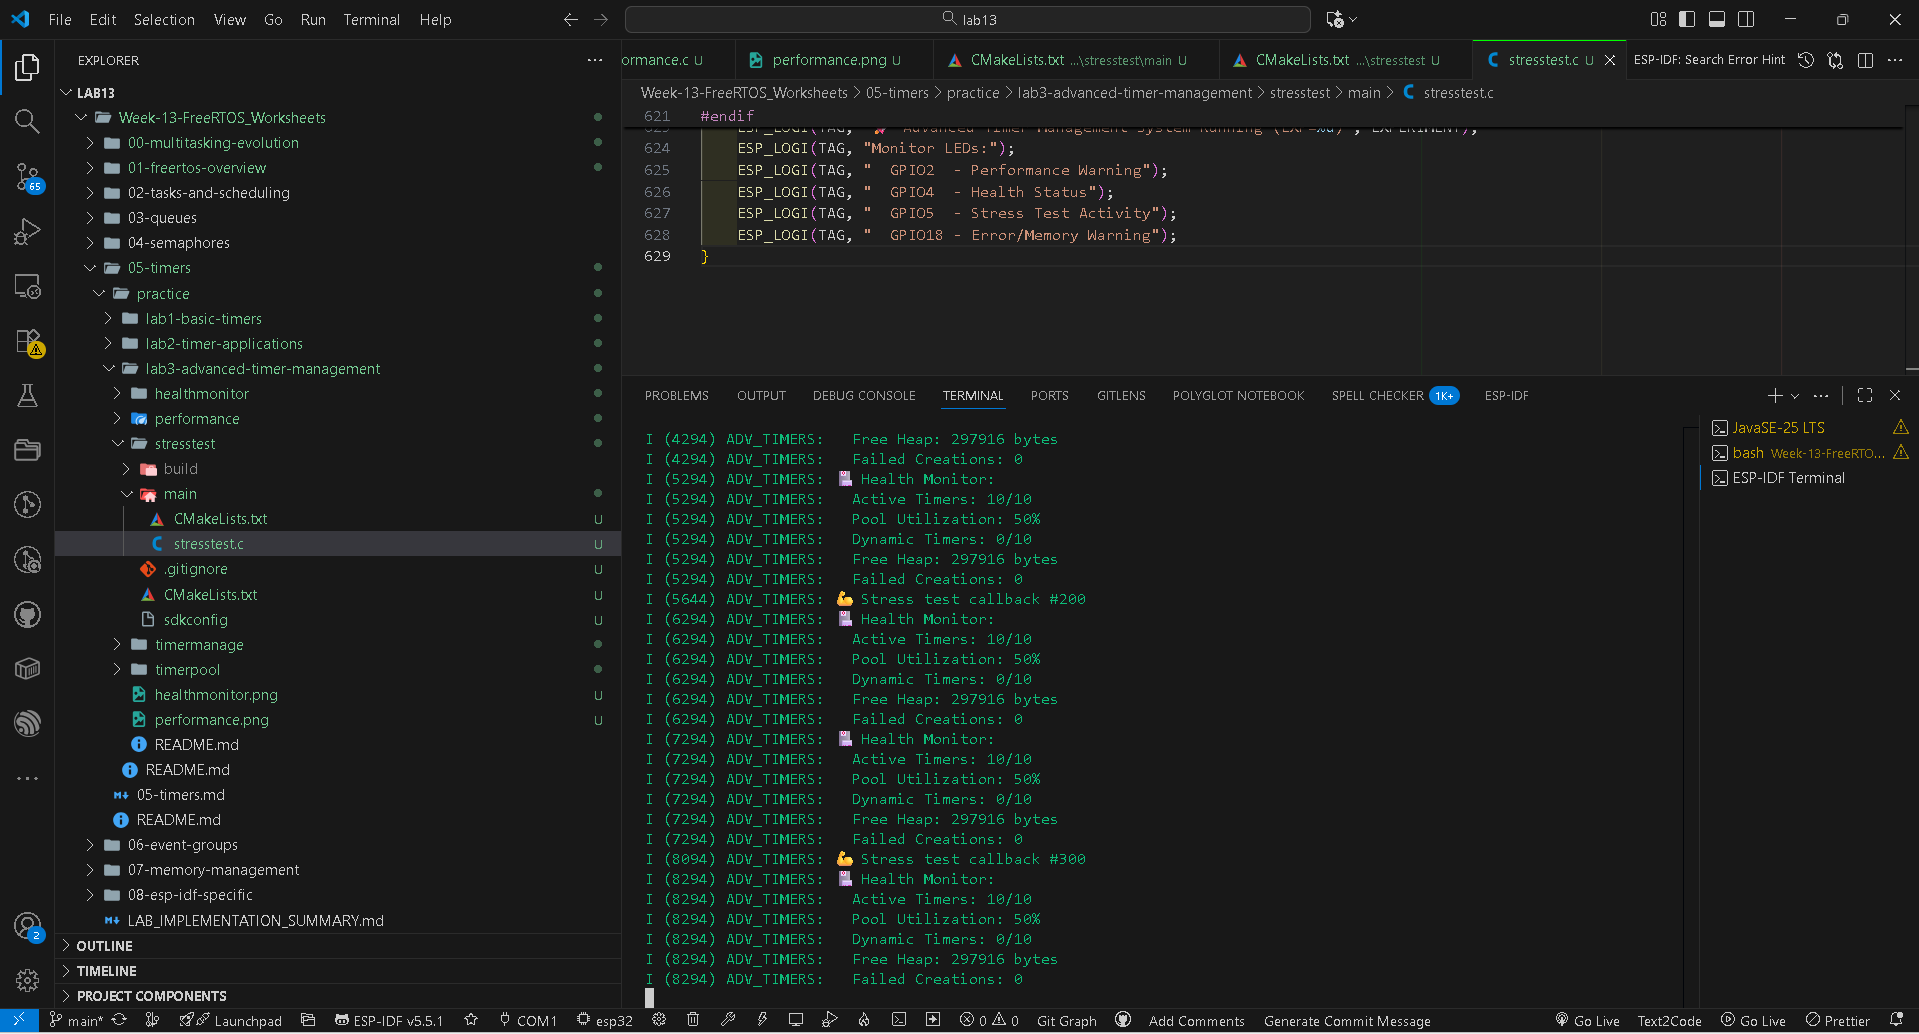 File Edit Selection View Go Run Terminal Help
lab13
EXPLORER
LAB13
Week-13-FreeRTOS_Worksheets
00-multitasking-evolution
01-freertos-overview
02-tasks-and-scheduling
03-queues
04-semaphores
05-timers
practice
lab1-basic-timers
lab2-timer-applications
lab3-advanced-timer-management
healthmonitor
performance
stresstest
build
main
CMakeLists.txt U
stresstest.c U
.gitignore U
CMakeLists.txt U
sdkconfig U
timermanage
timerpool
healthmonitor.png U
performance.png U
README.md
README.md
05-timers.md
README.md
06-event-groups
07-memory-management
08-esp-idf-specific
LAB_IMPLEMENTATION_SUMMARY.md
OUTLINE
TIMELINE
PROJECT COMPONENTS
65
2
ormance.c U performance.png U CMakeLists.txt ...\stresstest\main U CMakeLists.txt ...\stresstest U stresstest.c U ESP-IDF: Search Error Hint
Week-13-FreeRTOS_Worksheets > 05-timers > practice > lab3-advanced-timer-management > stresstest > main > stresstest.c
621 #endif
ESP_LOGI(TAG, " Advanced Timer Management System Running (EXP=%d)", EXPERIMENT);
624 ESP_LOGI(TAG, "Monitor LEDs:");
625 ESP_LOGI(TAG, "  GPIO2  - Performance Warning");
626 ESP_LOGI(TAG, "  GPIO4  - Health Status");
627 ESP_LOGI(TAG, "  GPIO5  - Stress Test Activity");
628 ESP_LOGI(TAG, "  GPIO18 - Error/Memory Warning");
629 }
PROBLEMS OUTPUT DEBUG CONSOLE TERMINAL PORTS GITLENS POLYGLOT NOTEBOOK SPELL CHECKER 1K+ ESP-IDF
I (4294) ADV_TIMERS:   Free Heap: 297916 bytes
I (4294) ADV_TIMERS:   Failed Creations: 0
I (5294) ADV_TIMERS: 🏥 Health Monitor:
I (5294) ADV_TIMERS:   Active Timers: 10/10
I (5294) ADV_TIMERS:   Pool Utilization: 50%
I (5294) ADV_TIMERS:   Dynamic Timers: 0/10
I (5294) ADV_TIMERS:   Free Heap: 297916 bytes
I (5294) ADV_TIMERS:   Failed Creations: 0
I (5644) ADV_TIMERS: 💪 Stress test callback #200
I (6294) ADV_TIMERS: 🏥 Health Monitor:
I (6294) ADV_TIMERS:   Active Timers: 10/10
I (6294) ADV_TIMERS:   Pool Utilization: 50%
I (6294) ADV_TIMERS:   Dynamic Timers: 0/10
I (6294) ADV_TIMERS:   Free Heap: 297916 bytes
I (6294) ADV_TIMERS:   Failed Creations: 0
I (7294) ADV_TIMERS: 🏥 Health Monitor:
I (7294) ADV_TIMERS:   Active Timers: 10/10
I (7294) ADV_TIMERS:   Pool Utilization: 50%
I (7294) ADV_TIMERS:   Dynamic Timers: 0/10
I (7294) ADV_TIMERS:   Free Heap: 297916 bytes
I (7294) ADV_TIMERS:   Failed Creations: 0
I (8094) ADV_TIMERS: 💪 Stress test callback #300
I (8294) ADV_TIMERS: 🏥 Health Monitor:
I (8294) ADV_TIMERS:   Active Timers: 10/10
I (8294) ADV_TIMERS:   Pool Utilization: 50%
I (8294) ADV_TIMERS:   Dynamic Timers: 0/10
I (8294) ADV_TIMERS:   Free Heap: 297916 bytes
I (8294) ADV_TIMERS:   Failed Creations: 0
JavaSE-25 LTS
bash Week-13-FreeRTO...
ESP-IDF Terminal
main* Launchpad ESP-IDF v5.5.1 COM1 esp32 0 0 Git Graph Add Comments Generate Commit Message Go Live Text2Code Go Live Prettier